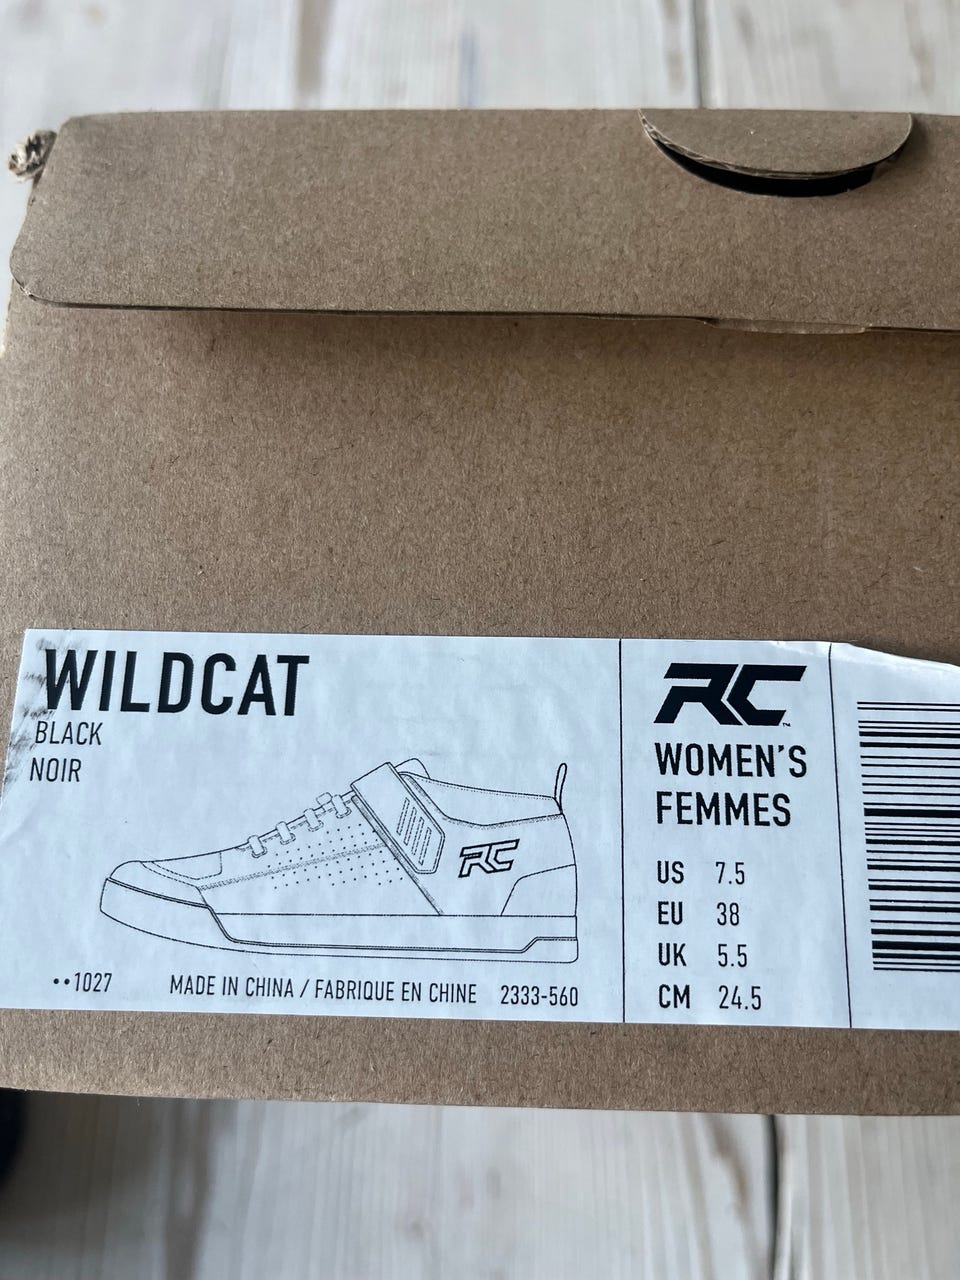 WILDCAT
BLACK
NOIR
RC
••1027
MADE IN CHINA / FABRIQUE EN CHINE 2333-560
RC™
WOMEN'S
FEMMES
US 7.5
EU 38
UK 5.5
CM 24.5